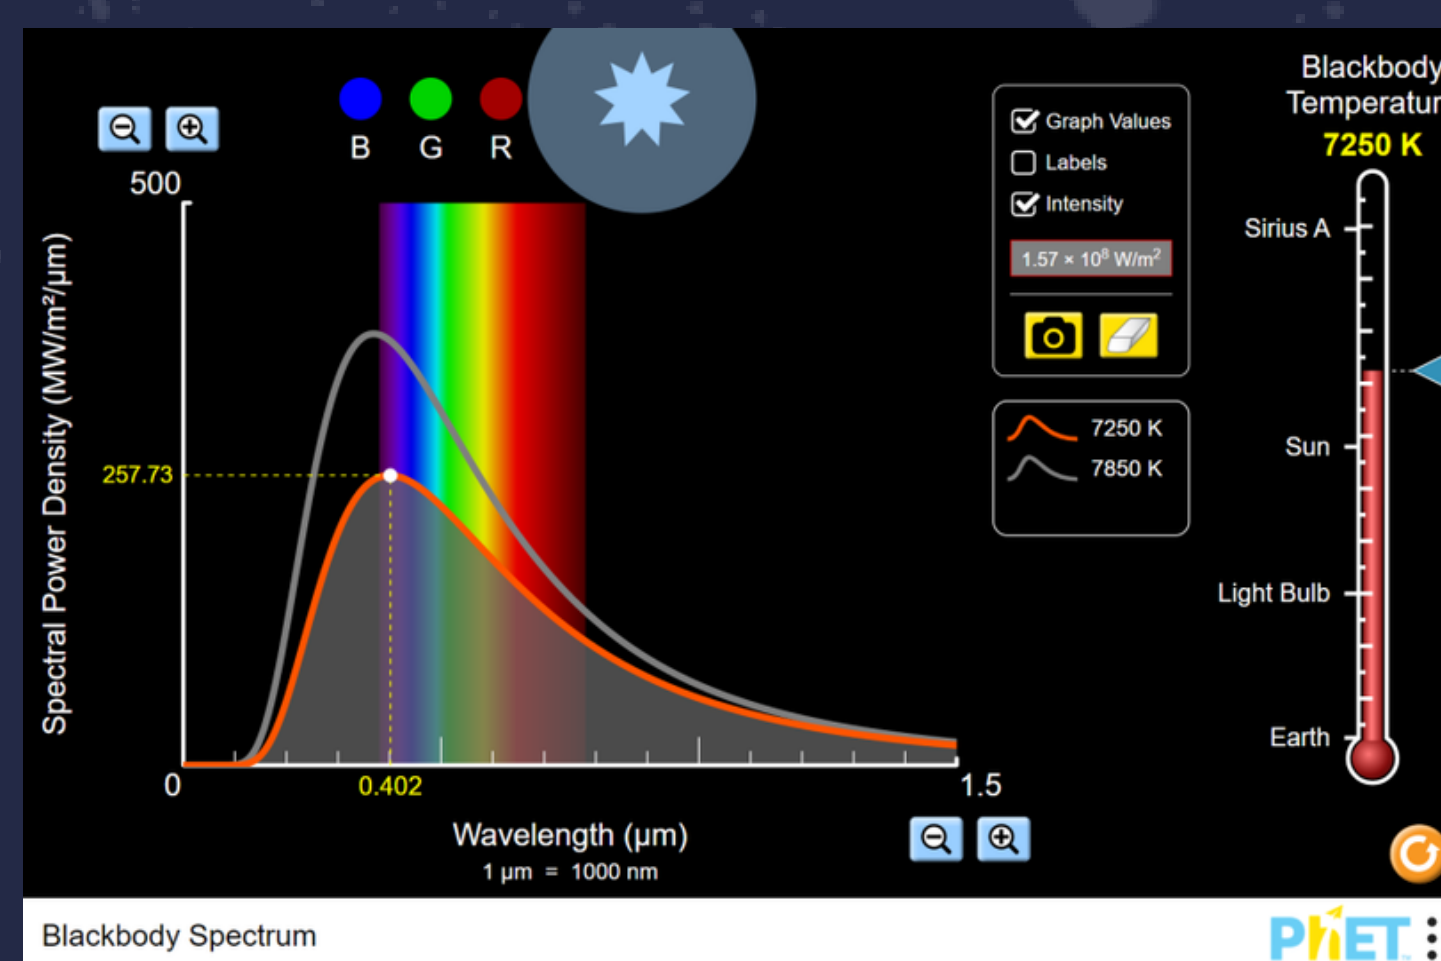 Blackbody
Temperatur
7250 K
B G R
500
Graph Values
Labels
Intensity
1.57 × 10⁸ W/m²
Sirius A
Spectral Power Density (MW/m²/μm)
7250 K
7850 K
Sun
257.73
Light Bulb
Earth
0
0.402
1.5
Wavelength (μm)
1 μm = 1000 nm
Blackbody Spectrum
PhET